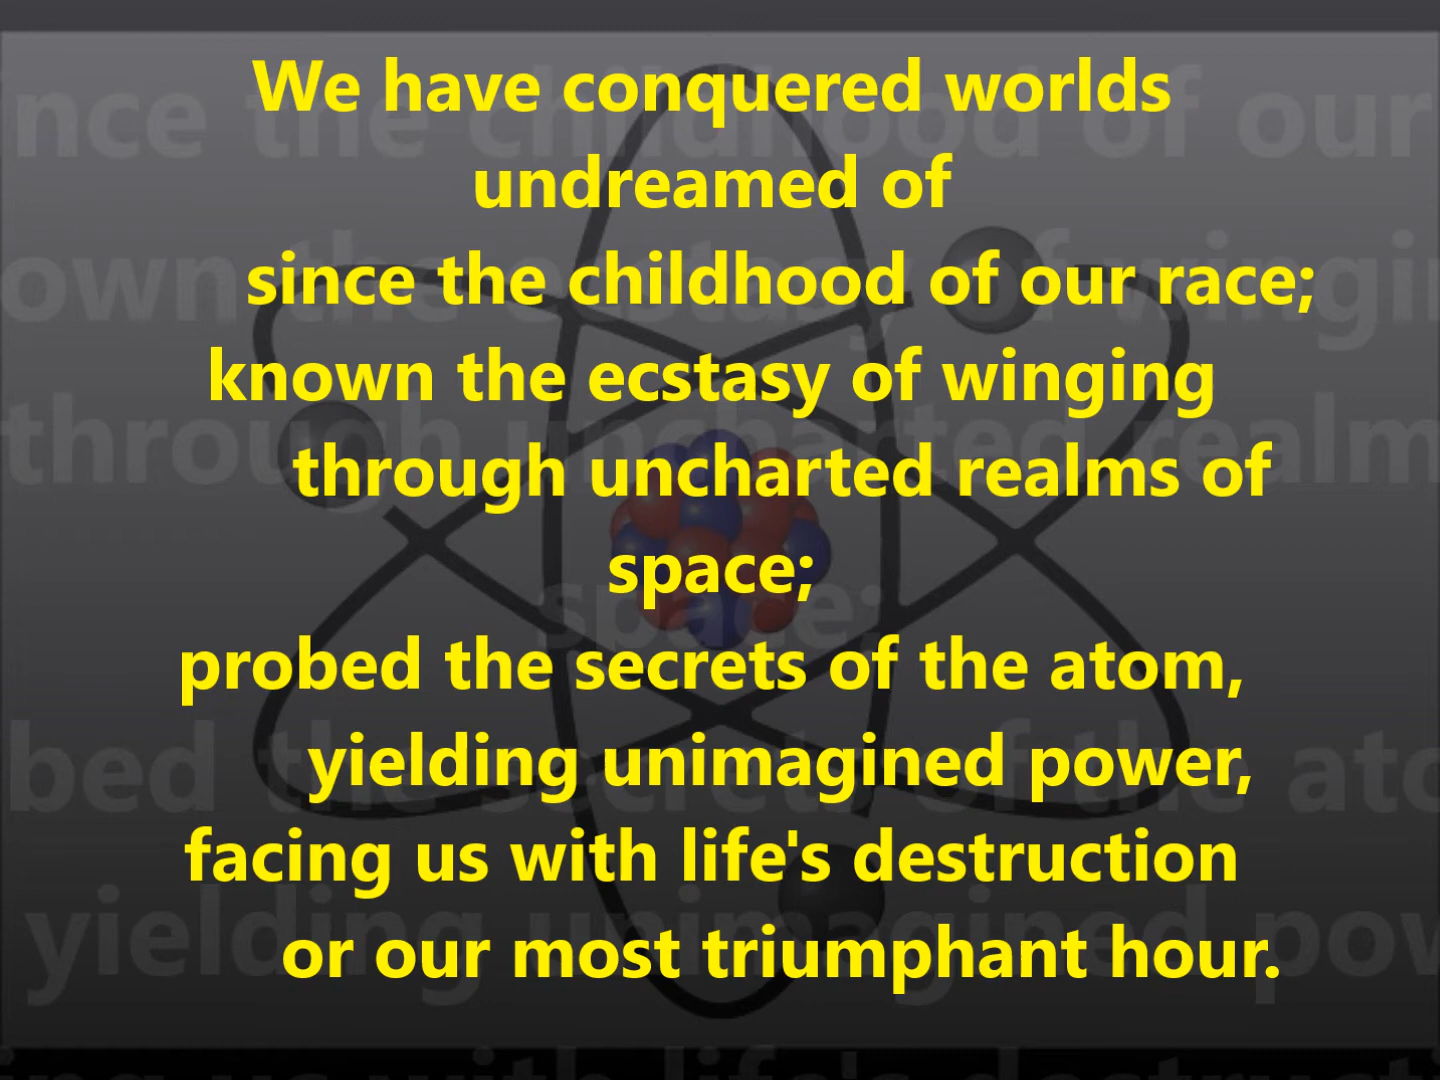 We have conquered worlds
undreamed of
since the childhood of our race;
known the ecstasy of winging
through uncharted realms of
space;
probed the secrets of the atom,
yielding unimagined power,
facing us with life's destruction
or our most triumphant hour.